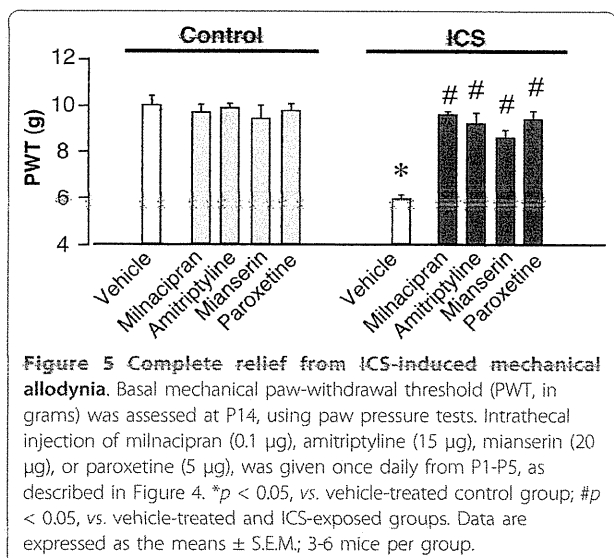 Control
ICS
12
10
8
6
4
PWT (g)
*
# # # #
Vehicle
Milnacipran
Amitriptyline
Mianserin
Paroxetine
Vehicle
Milnacipran
Amitriptyline
Mianserin
Paroxetine
Figure 5 Complete relief from ICS-induced mechanical
allodynia. Basal mechanical paw-withdrawal threshold (PWT, in
grams) was assessed at P14, using paw pressure tests. Intrathecal
injection of milnacipran (0.1 μg), amitriptyline (15 μg), mianserin (20
μg), or paroxetine (5 μg), was given once daily from P1-P5, as
described in Figure 4. *p < 0.05, vs. vehicle-treated control group; #p
< 0.05, vs. vehicle-treated and ICS-exposed groups. Data are
expressed as the means ± S.E.M.; 3-6 mice per group.